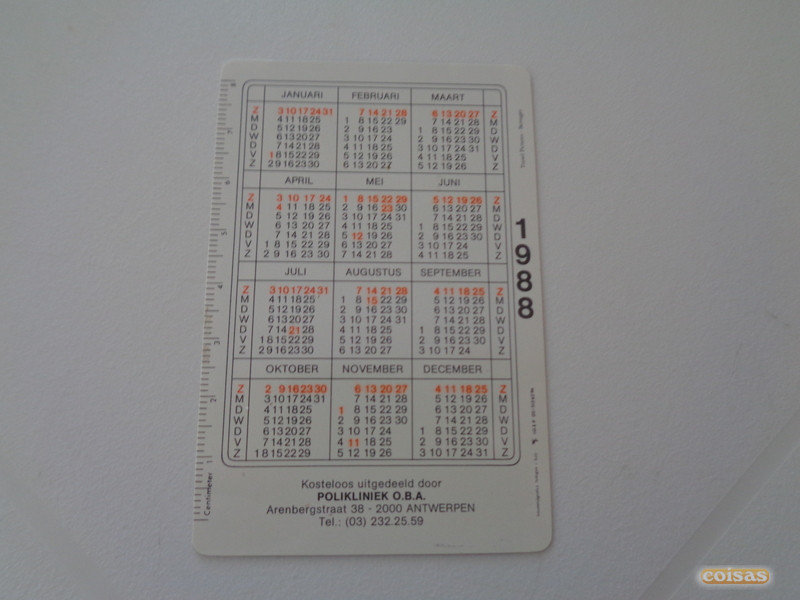 JANUARI FEBRUARI MAART
Z 3 10 17 24 31 7 14 21 28 6 13 20 27 Z
M 4 11 18 25 1 8 15 22 29 7 14 21 28 M
D 5 12 19 26 2 9 16 23 1 8 15 22 29 D
W 6 13 20 27 3 10 17 24 2 9 16 23 30 W
D 7 14 21 28 4 11 18 25 3 10 17 24 31 D
V 1 8 15 22 29 5 12 19 26 4 11 18 25 V
Z 2 9 16 23 30 6 13 20 27 5 12 19 26 Z
APRIL MEI JUNI
Z 3 10 17 24 1 8 15 22 29 5 12 19 26 Z
M 4 11 18 25 2 9 16 23 30 6 13 20 27 M
D 5 12 19 26 3 10 17 24 31 7 14 21 28 D
W 6 13 20 27 4 11 18 25 1 8 15 22 29 W
D 7 14 21 28 5 12 19 26 2 9 16 23 30 D
V 1 8 15 22 29 6 13 20 27 3 10 17 24 V
Z 2 9 16 23 30 7 14 21 28 4 11 18 25 Z
JULI AUGUSTUS SEPTEMBER
Z 3 10 17 24 31 7 14 21 28 4 11 18 25 Z
M 4 11 18 25 1 8 15 22 29 5 12 19 26 M
D 5 12 19 26 2 9 16 23 30 6 13 20 27 D
W 6 13 20 27 3 10 17 24 31 7 14 21 28 W
D 7 14 21 28 4 11 18 25 1 8 15 22 29 D
V 1 8 15 22 29 5 12 19 26 2 9 16 23 30 V
Z 2 9 16 23 30 6 13 20 27 3 10 17 24 Z
OKTOBER NOVEMBER DECEMBER
Z 2 9 16 23 30 6 13 20 27 4 11 18 25 Z
M 3 10 17 24 31 7 14 21 28 5 12 19 26 M
D 4 11 18 25 1 8 15 22 29 6 13 20 27 D
W 5 12 19 26 2 9 16 23 30 7 14 21 28 W
D 6 13 20 27 3 10 17 24 1 8 15 22 29 D
V 7 14 21 28 4 11 18 25 2 9 16 23 30 V
Z 1 8 15 22 29 5 12 19 26 3 10 17 24 31 Z
1988
Centimeter
2
3
4
5
6
7
8
Kosteloos uitgedeeld door
POLIKLINIEK O.B.A.
Arenbergstraat 38 - 2000 ANTWERPEN
Tel.: (03) 232.25.59
coisas